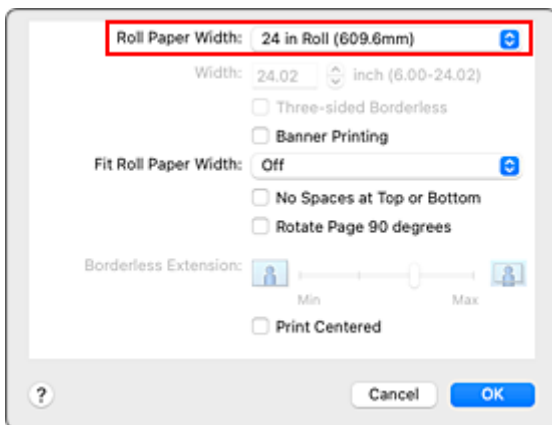 Roll Paper Width: 24 in Roll (609.6mm)
Width: 24.02 inch (6.00-24.02)
Three-sided Borderless
Banner Printing
Fit Roll Paper Width: Off
No Spaces at Top or Bottom
Rotate Page 90 degrees
Borderless Extension:
Min Max
Print Centered
? Cancel OK